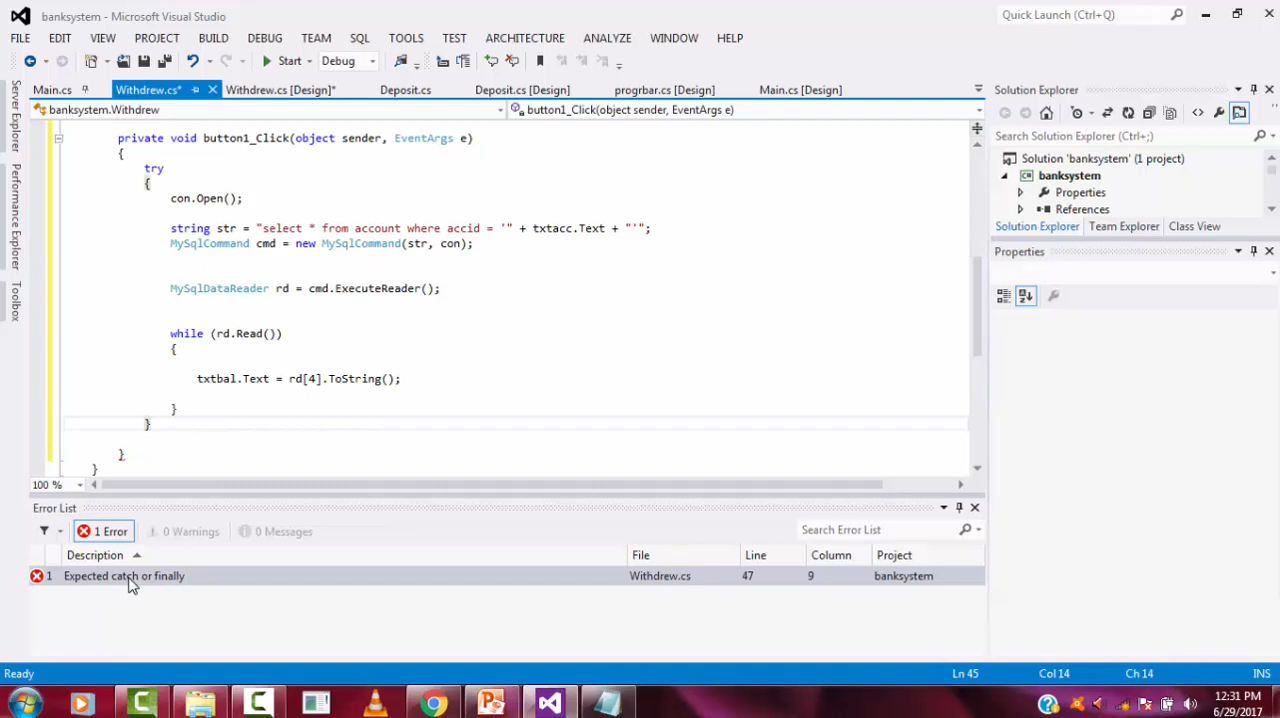 banksystem - Microsoft Visual Studio
Quick Launch (Ctrl+Q)
FILE EDIT VIEW PROJECT BUILD DEBUG TEAM SQL TOOLS TEST ARCHITECTURE ANALYZE WINDOW HELP
Start Debug
Main.cs Withdrew.cs* Withdrew.cs [Design]* Deposit.cs Deposit.cs [Design] progbar.cs [Design] Main.cs [Design]
banksystem.Withdrew button1_Click(object sender, EventArgs e)
Server Explorer
Performance Explorer
Toolbox
private void button1_Click(object sender, EventArgs e)
{
try
{
con.Open();
string str = "select * from account where accid = '" + txtacc.Text + "'";
MySqlCommand cmd = new MySqlCommand(str, con);
MySqlDataReader rd = cmd.ExecuteReader();
while (rd.Read())
{
txtbal.Text = rd[4].ToString();
}
}
}
}
100 %
Solution Explorer
Search Solution Explorer (Ctrl+;)
Solution 'banksystem' (1 project)
C# banksystem
Properties
References
Solution Explorer Team Explorer Class View
Properties
Error List
1 Error 0 Warnings 0 Messages
Search Error List
Description File Line Column Project
1 Expected catch or finally Withdrew.cs 47 9 banksystem
Ready Ln 45 Col 14 Ch 14 INS
12:31 PM
6/29/2017